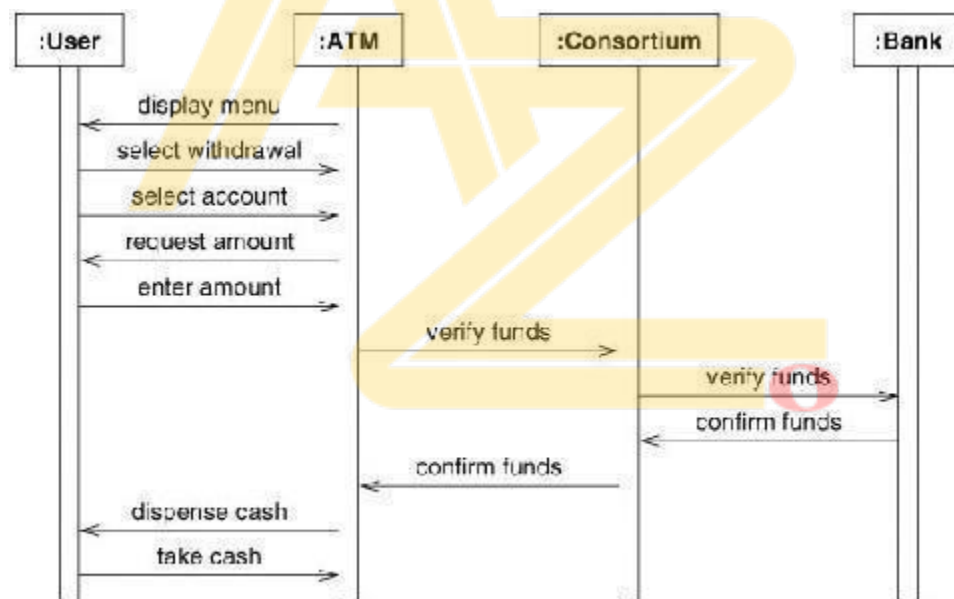 :User :ATM :Consortium :Bank
display menu
select withdrawal
select account
request amount
enter amount
verify funds
verify funds
confirm funds
confirm funds
dispense cash
take cash